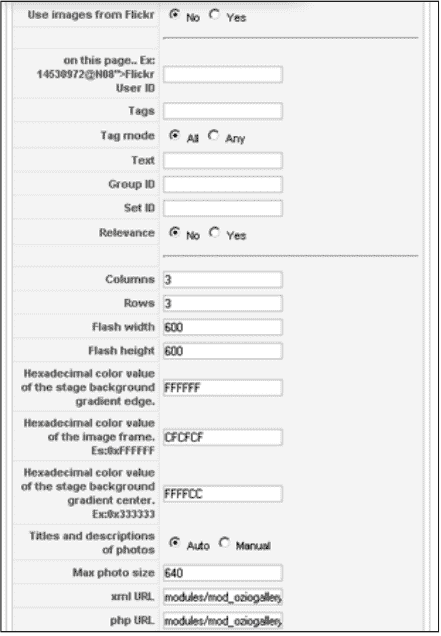 Use images from Flickr No Yes
on this page.. Ex:
14530972@N08">Flickr
User ID
Tags
Tag mode All Any
Text
Group ID
Set ID
Relevance No Yes
Columns 3
Rows 3
Flash width 600
Flash height 600
Hexadecimal color value
of the stage background FFFFFF
gradient edge.
Hexadecimal color value
of the image frame. CFCFCF
Es:0xFFFFFF
Hexadecimal color value
of the stage background
gradient center. FFFFCC
Ex:0x333333
Titles and descriptions
of photos Auto Manual
Max photo size 640
xml URL modules/mod_oziogallery
php URL modules/mod_oziogallery